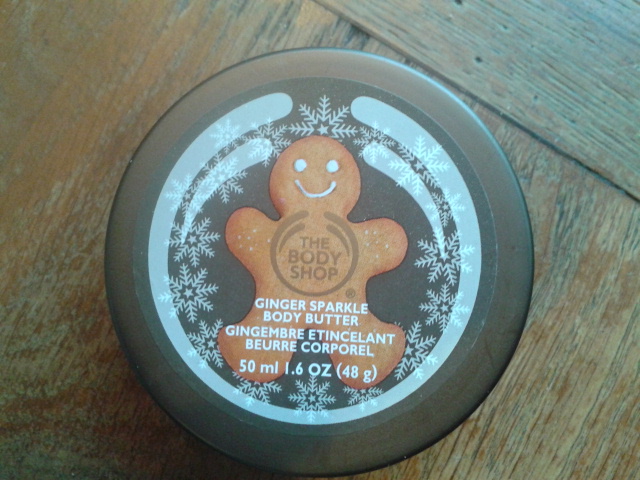 THE
BODY
SHOP
®
GINGER SPARKLE
BODY BUTTER
GINGEMBRE ETINCELANT
BEURRE CORPOREL
50 ml 1.6 OZ (48 g)